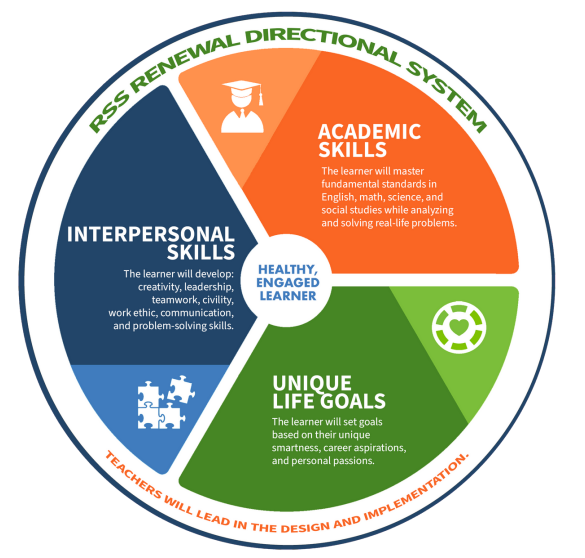 RSS RENEWAL DIRECTIONAL SYSTEM
ACADEMIC
SKILLS
The learner will master
fundamental standards in
English, math, science, and
social studies while analyzing
and solving real-life problems.
INTERPERSONAL
SKILLS
The learner will develop:
creativity, leadership,
teamwork, civility,
work ethic, communication,
and problem-solving skills.
HEALTHY,
ENGAGED
LEARNER
UNIQUE
LIFE GOALS
The learner will set goals
based on their unique
smartness, career aspirations,
and personal passions.
TEACHERS WILL LEAD IN THE DESIGN AND IMPLEMENTATION.